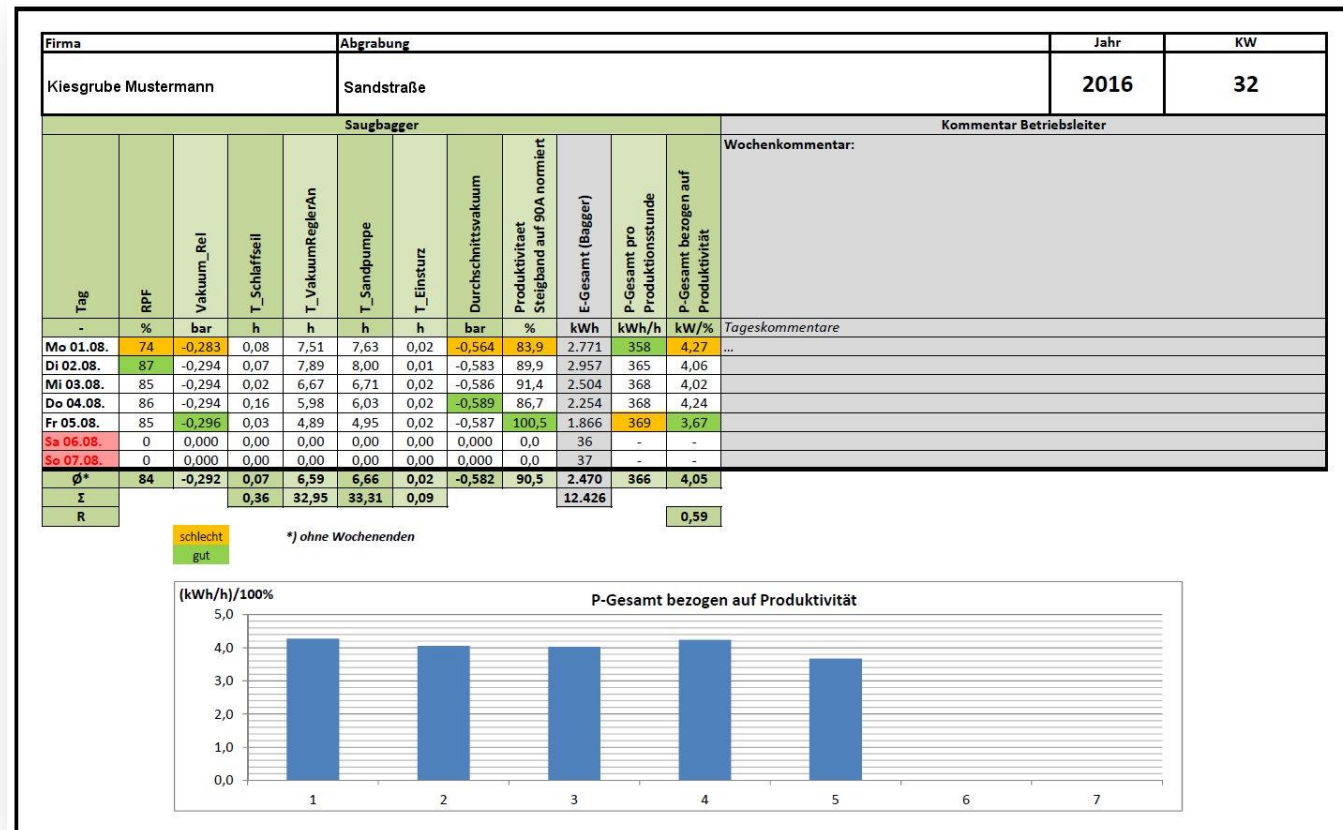 Firma Abgrabung Jahr KW
Kiesgrube Mustermann Sandstraße 2016 32
Saugbagger Kommentar Betriebsleiter
Tag RPF Vakuum_Rel T_Schlaffseil T_VakuumReglerAn T_Sandpumpe T_Einsturz Durchschnittsvakuum Produktivitaet Steigband auf 90A normiert E-Gesamt (Bagger) P-Gesamt pro Produktionsstunde P-Gesamt bezogen auf Produktivität Wochenkommentar:
- % bar h h h h bar % kWh kWh/h kW/% Tageskommentare
Mo 01.08. 74 -0,283 0,08 7,51 7,63 0,02 -0,564 83,9 2.771 358 4,27 ...
Di 02.08. 87 -0,294 0,07 7,89 8,00 0,01 -0,583 89,9 2.957 365 4,06
Mi 03.08. 85 -0,294 0,02 6,67 6,71 0,02 -0,586 91,4 2.504 368 4,02
Do 04.08. 86 -0,294 0,16 5,98 6,03 0,02 -0,589 86,7 2.254 368 4,24
Fr 05.08. 85 -0,296 0,03 4,89 4,95 0,02 -0,587 100,5 1.866 369 3,67
Sa 06.08. 0 0,000 0,00 0,00 0,00 0,00 0,000 0,0 36 - -
So 07.08. 0 0,000 0,00 0,00 0,00 0,00 0,000 0,0 37 - -
Ø* 84 -0,292 0,07 6,59 6,66 0,02 -0,582 90,5 2.470 366 4,05
Σ 0,36 32,95 33,31 0,09 12.426
R 0,59
schlecht *) ohne Wochenenden
gut
(kWh/h)/100% P-Gesamt bezogen auf Produktivität
5,0
4,0
3,0
2,0
1,0
0,0
1 2 3 4 5 6 7